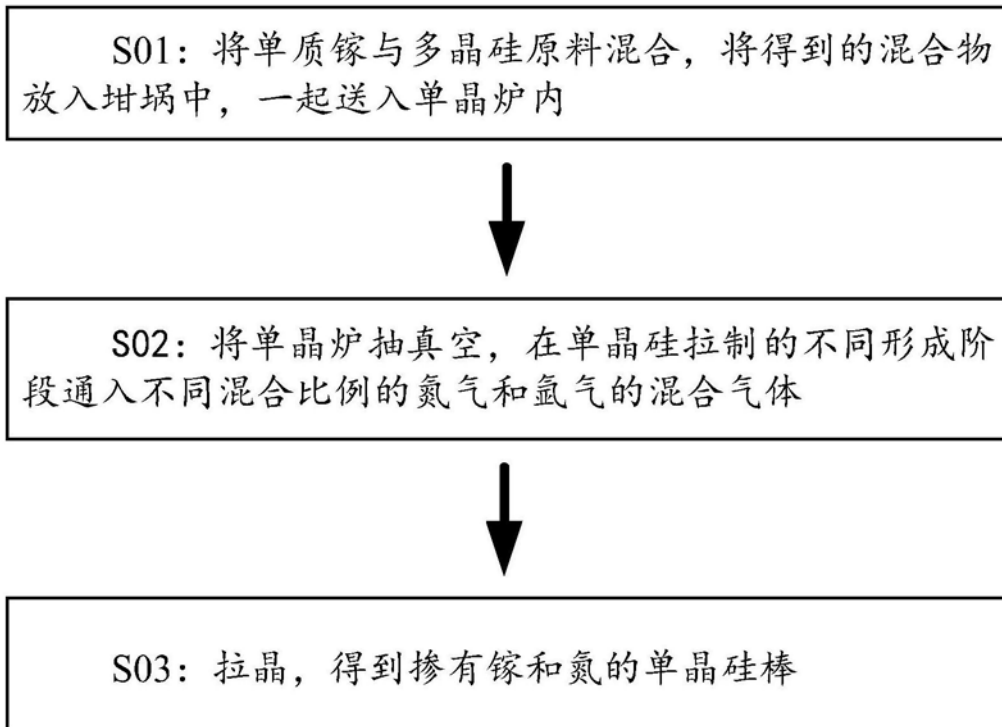 S01：将单质镓与多晶硅原料混合，将得到的混合物
放入坩埚中，一起送入单晶炉内
S02：将单晶炉抽真空，在单晶硅拉制的不同形成阶
段通入不同混合比例的氮气和氩气的混合气体
S03：拉晶，得到掺有镓和氮的单晶硅棒